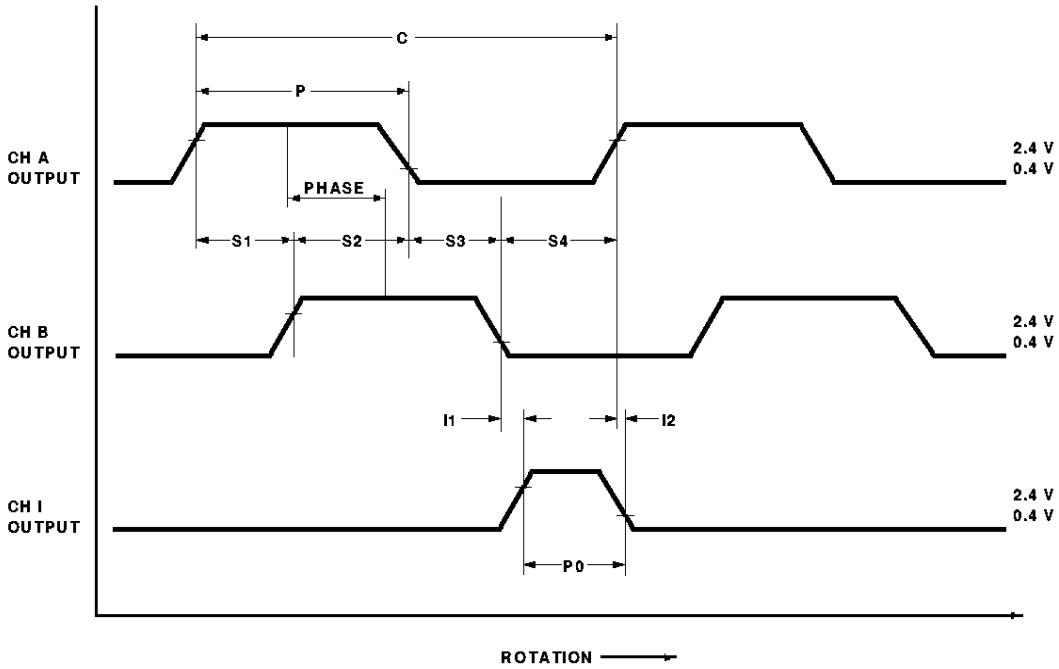 C
P
CH A
OUTPUT
2.4 V
0.4 V
PHASE
S1 S2 S3 S4
CH B
OUTPUT
2.4 V
0.4 V
I1 I2
CH I
OUTPUT
2.4 V
0.4 V
P0
ROTATION